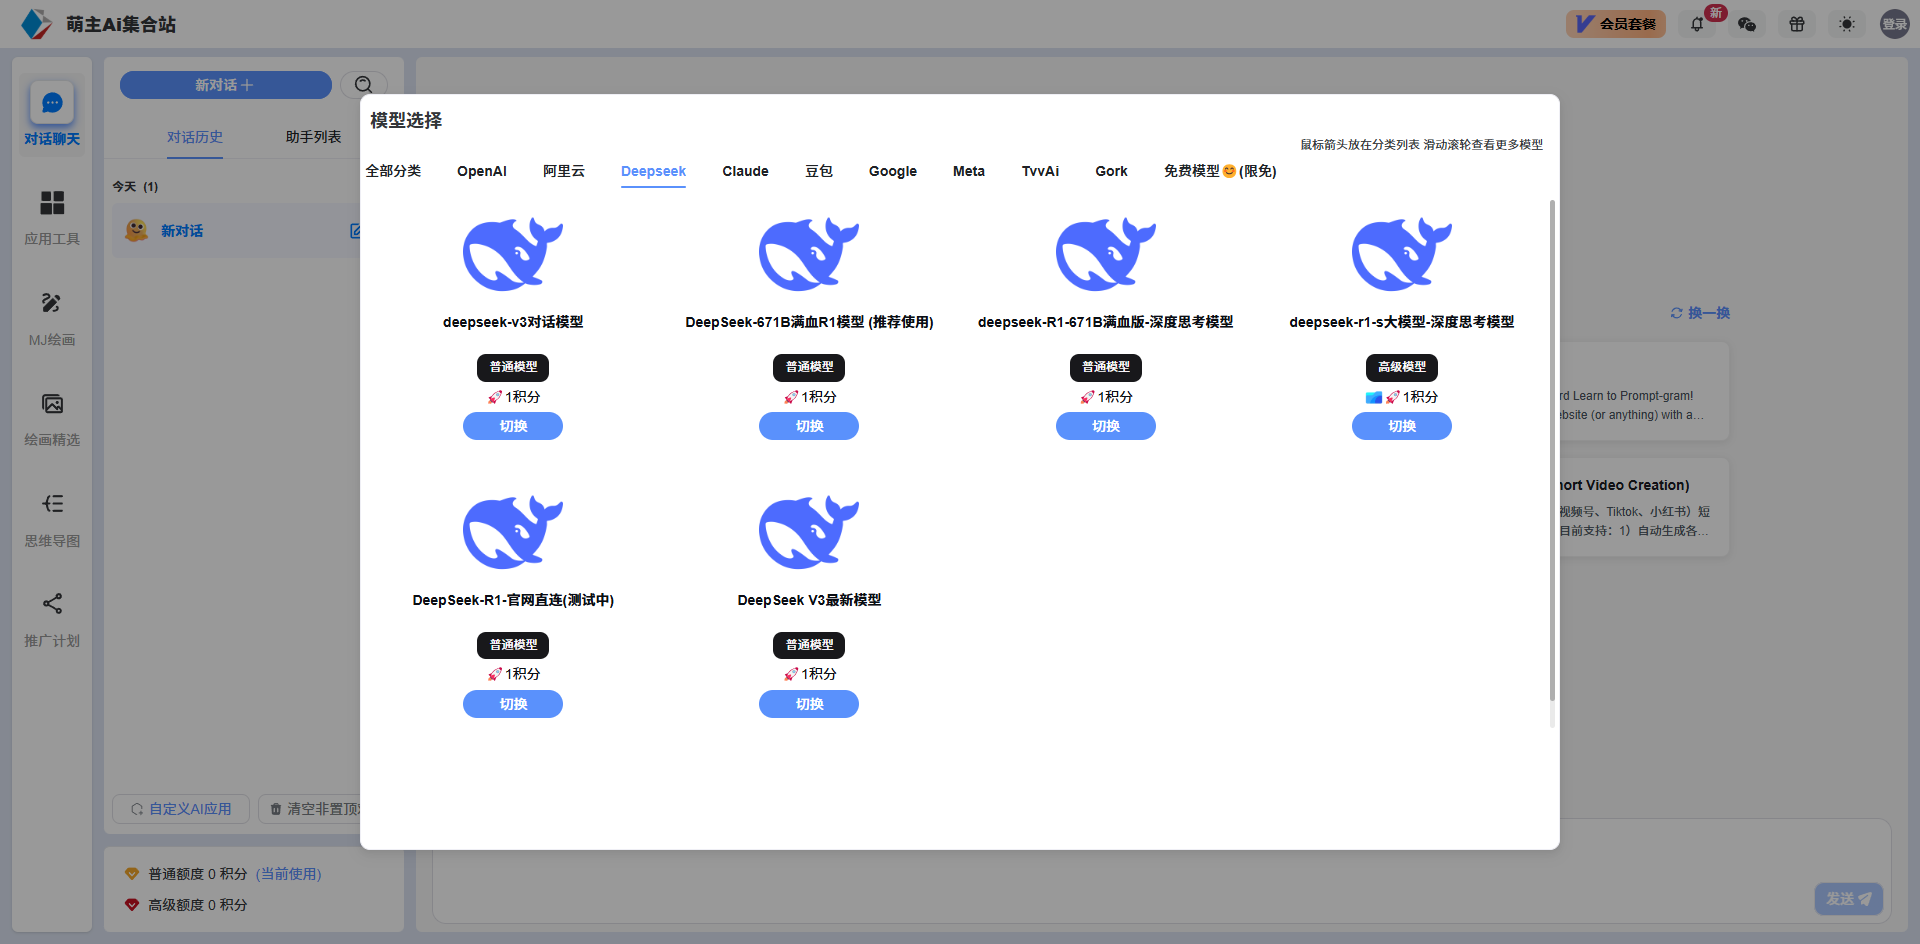 萌主Ai集合站
会员套餐
新
登录
对话聊天
应用工具
MJ绘画
绘画精选
思维导图
推广计划
新对话
对话历史
助手列表
今天 (1)
新对话
自定义AI应用
清空非置顶
普通额度 0 积分 (当前使用)
高级额度 0 积分
模型选择
鼠标箭头放在分类列表 滑动滚轮查看更多模型
全部分类
OpenAI
阿里云
Deepseek
Claude
豆包
Google
Meta
TvvAi
Gork
免费模型😊(限免)
deepseek-v3对话模型
普通模型
🚀1积分
切换
DeepSeek-671B满血R1模型 (推荐使用)
普通模型
🚀1积分
切换
deepseek-R1-671B满血版-深度思考模型
普通模型
🚀1积分
切换
deepseek-r1-s大模型-深度思考模型
高级模型
🚀1积分
切换
DeepSeek-R1-官网直连(测试中)
普通模型
🚀1积分
切换
DeepSeek V3最新模型
普通模型
🚀1积分
切换
换一换
rd Learn to Prompt-gram!
ebsite (or anything) with a...
hort Video Creation)
视频号、Tiktok、小红书）短
目前支持：1）自动生成各...
发送